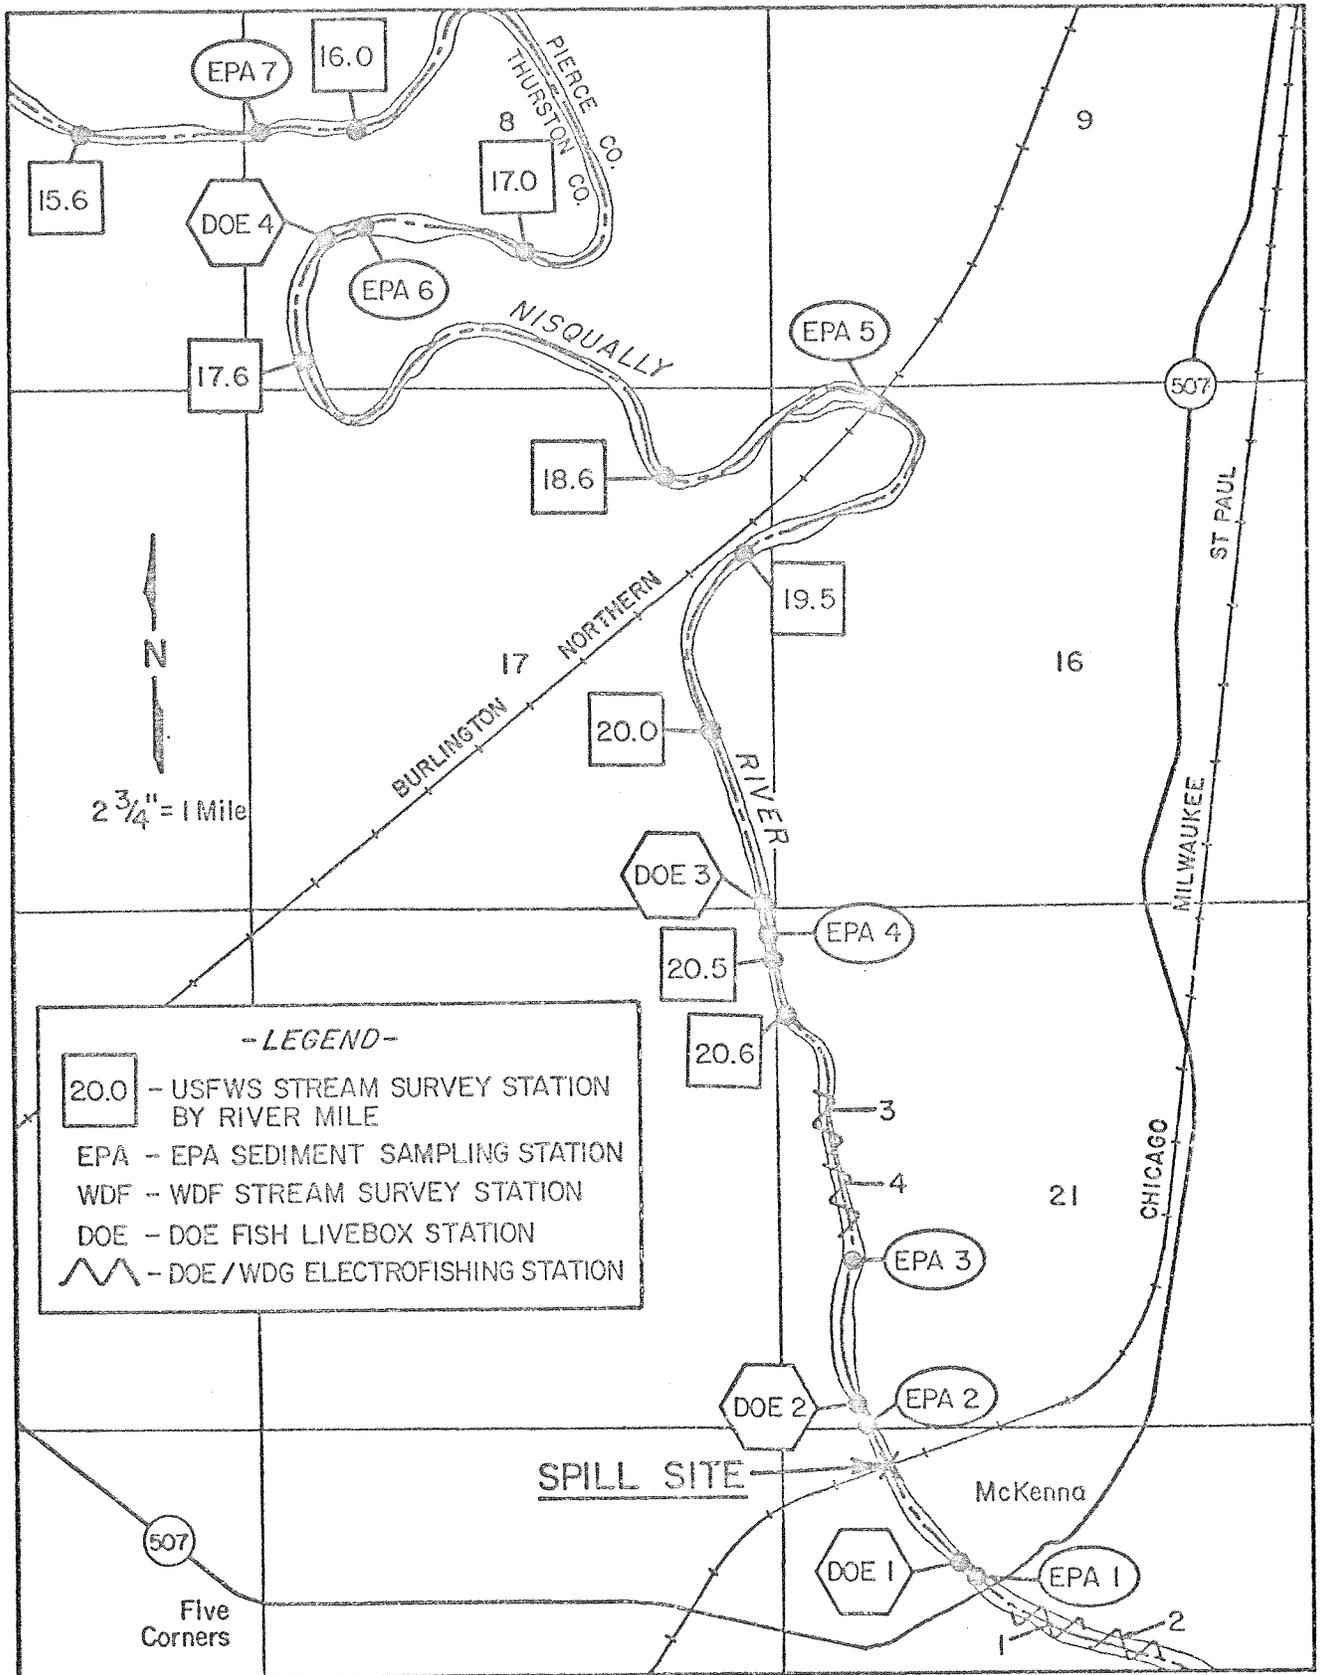 EPA 7
16.0
PIERCE CO.
THURSTON CO.
8
9
15.6
DOE 4
17.0
EPA 6
NISQUALLY
EPA 5
17.6
507
18.6
ST PAUL
19.5
N
NORTHERN
17
16
20.0
BURLINGTON
RIVER
2 3/4" = 1 Mile
MILWAUKEE
DOE 3
EPA 4
20.5
20.6
-LEGEND-
20.0 - USFWS STREAM SURVEY STATION
BY RIVER MILE
EPA - EPA SEDIMENT SAMPLING STATION
WDF - WDF STREAM SURVEY STATION
DOE - DOE FISH LIVEBOX STATION
- DOE/WDG ELECTROFISHING STATION
3
4
21
CHICAGO
EPA 3
DOE 2
EPA 2
SPILL SITE
McKenna
507
DOE 1
EPA 1
Five
Corners
1
2